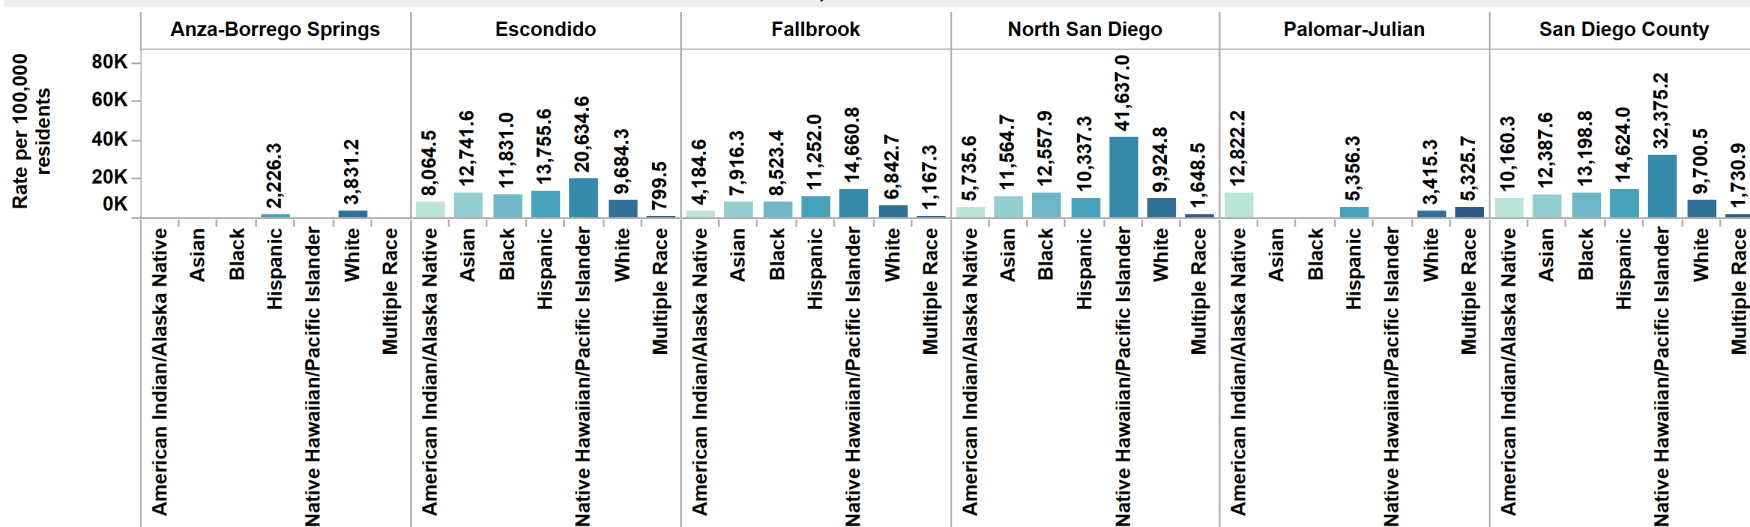 Anza-Borrego Springs
Escondido
Fallbrook
North San Diego
Palomar-Julian
San Diego County
Rate per 100,000
residents
80K
60K
40K
20K
0K
2,226.3
3,831.2
8,064.5
12,741.6
11,831.0
13,755.6
20,634.6
9,684.3
799.5
4,184.6
7,916.3
8,523.4
11,252.0
14,660.8
6,842.7
1,167.3
5,735.6
11,564.7
12,557.9
10,337.3
41,637.0
9,924.8
1,648.5
12,822.2
5,356.3
3,415.3
5,325.7
10,160.3
12,387.6
13,198.8
14,624.0
32,375.2
9,700.5
1,730.9
American Indian/Alaska Native
Asian
Black
Hispanic
Native Hawaiian/Pacific Islander
White
Multiple Race
American Indian/Alaska Native
Asian
Black
Hispanic
Native Hawaiian/Pacific Islander
White
Multiple Race
American Indian/Alaska Native
Asian
Black
Hispanic
Native Hawaiian/Pacific Islander
White
Multiple Race
American Indian/Alaska Native
Asian
Black
Hispanic
Native Hawaiian/Pacific Islander
White
Multiple Race
American Indian/Alaska Native
Asian
Black
Hispanic
Native Hawaiian/Pacific Islander
White
Multiple Race
American Indian/Alaska Native
Asian
Black
Hispanic
Native Hawaiian/Pacific Islander
White
Multiple Race